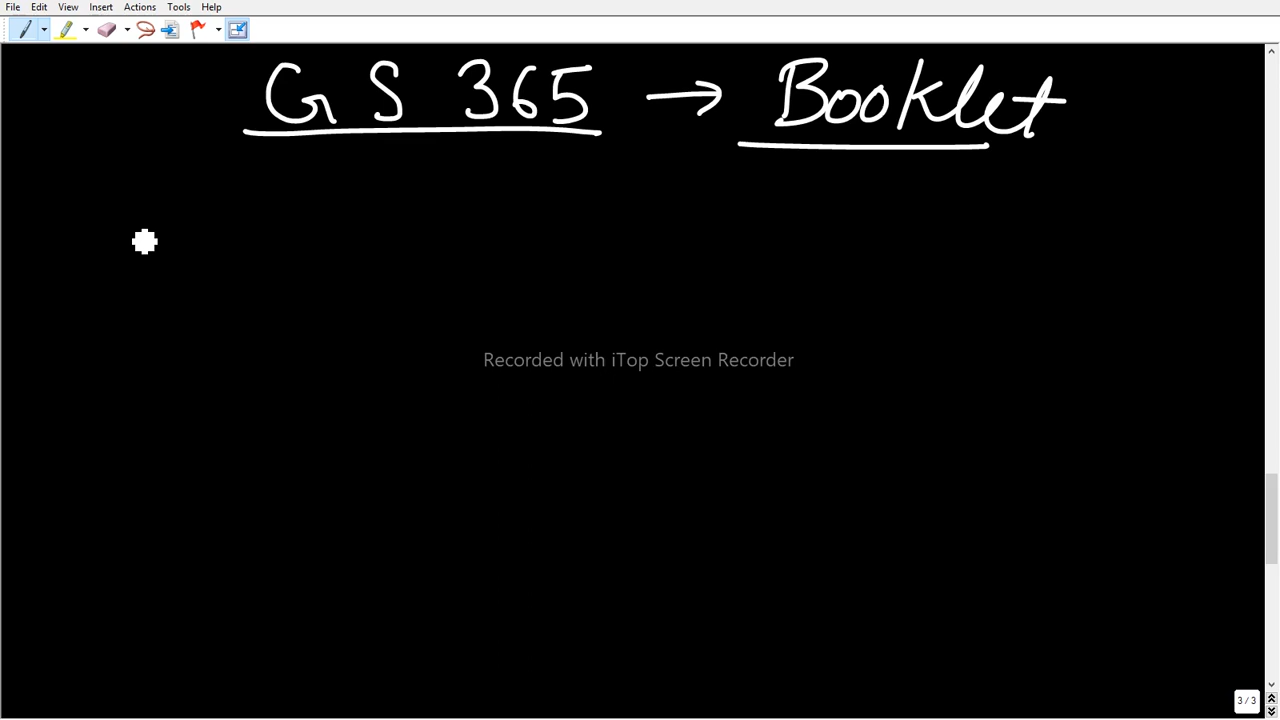 File Edit View Insert Actions Tools Help
GS 365 → Booklet
Recorded with iTop Screen Recorder
3 / 3